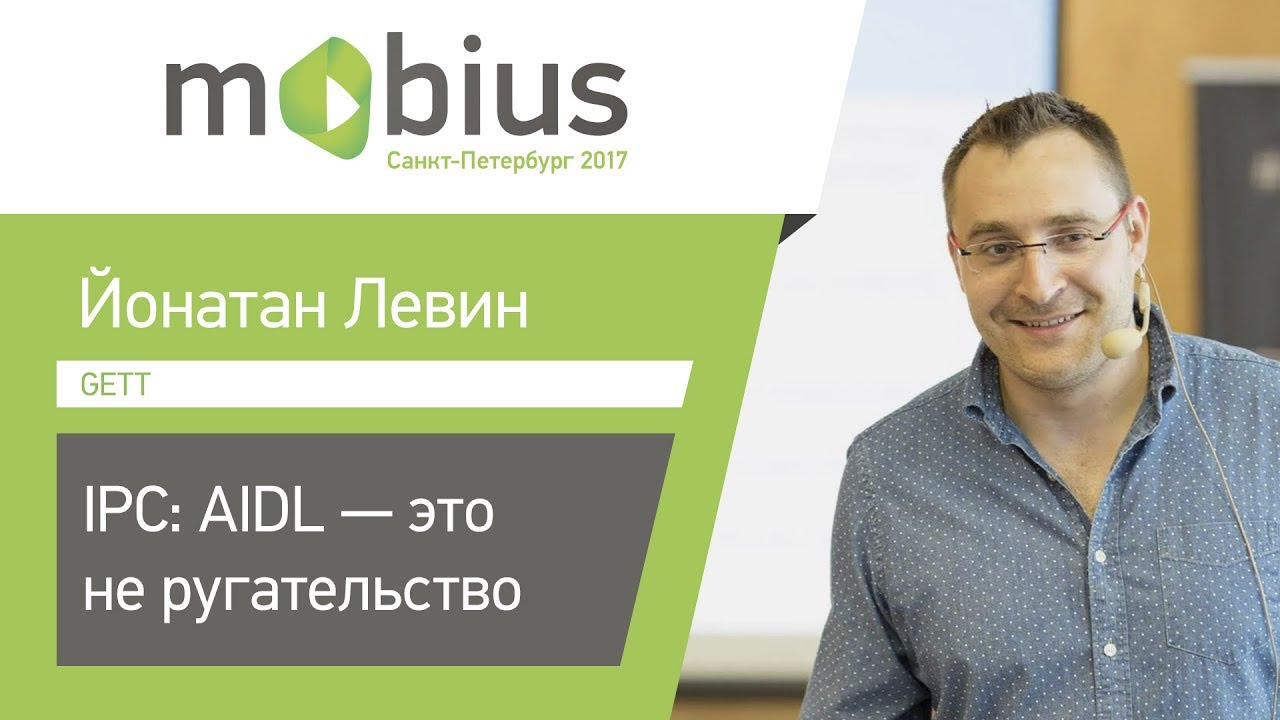 mobius
Санкт-Петербург 2017
Йонатан Левин
GETT
IPC: AIDL — это
не ругательство